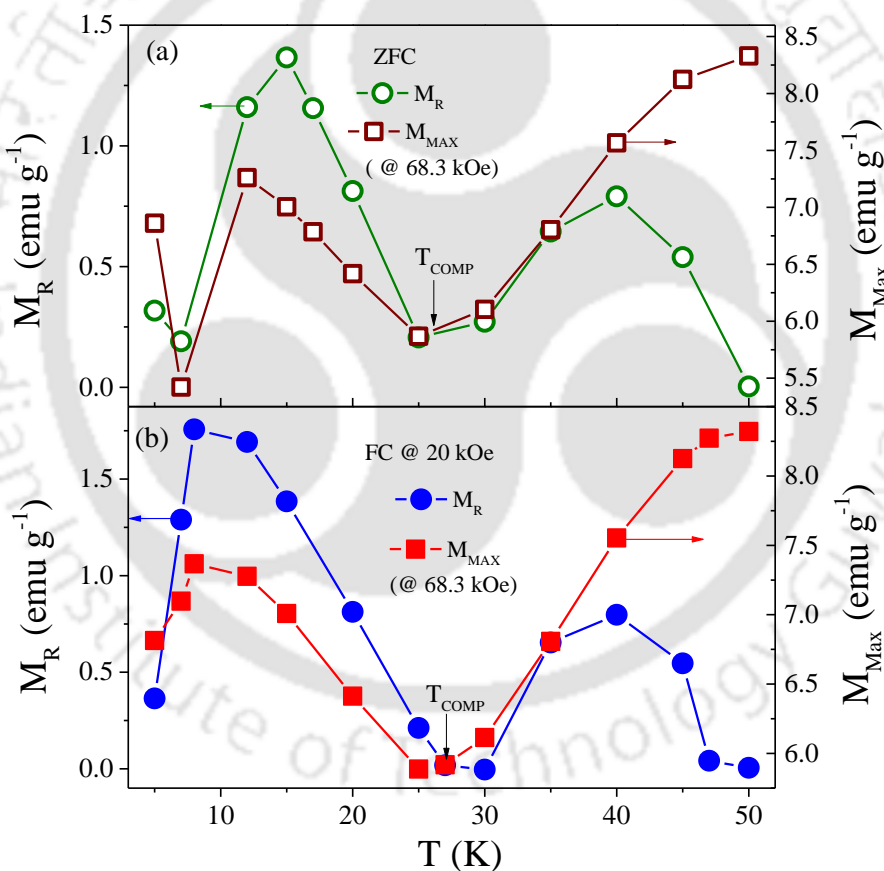 (a)
ZFC
M_R
M_MAX
( @ 68.3 kOe)
T_COMP
1.5
1.0
0.5
0.0
M_R (emu g^-1)
8.5
8.0
7.5
7.0
6.5
6.0
5.5
M_Max (emu g^-1)
(b)
FC @ 20 kOe
M_R
M_MAX
(@ 68.3 kOe)
T_COMP
1.5
1.0
0.5
0.0
M_R (emu g^-1)
8.5
8.0
7.5
7.0
6.5
6.0
M_Max (emu g^-1)
10 20 30 40 50
T (K)
Institute of Technology